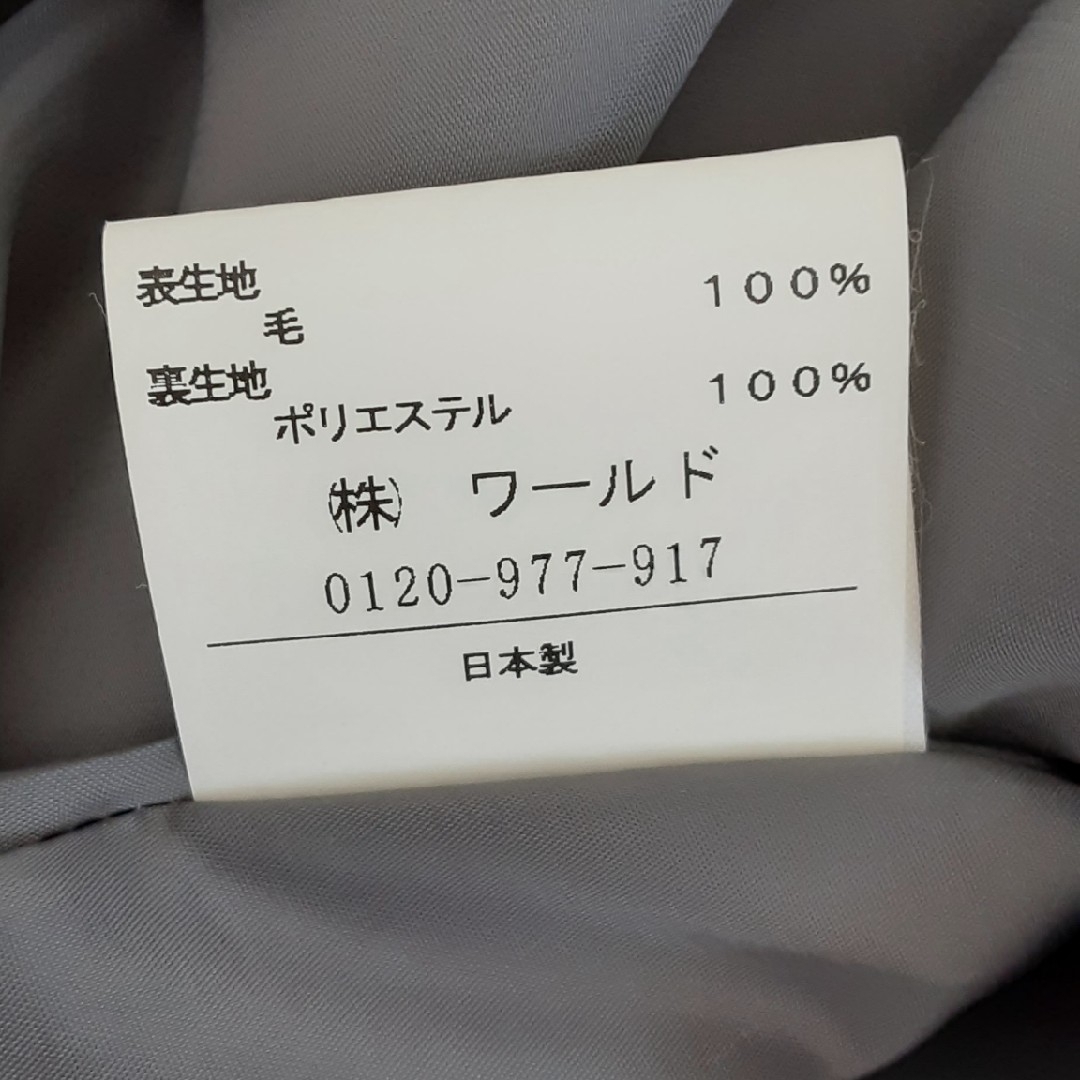 表生地 １００％
毛
裏生地 １００％
ポリエステル
㈱ ワールド
0120-977-917
日本製